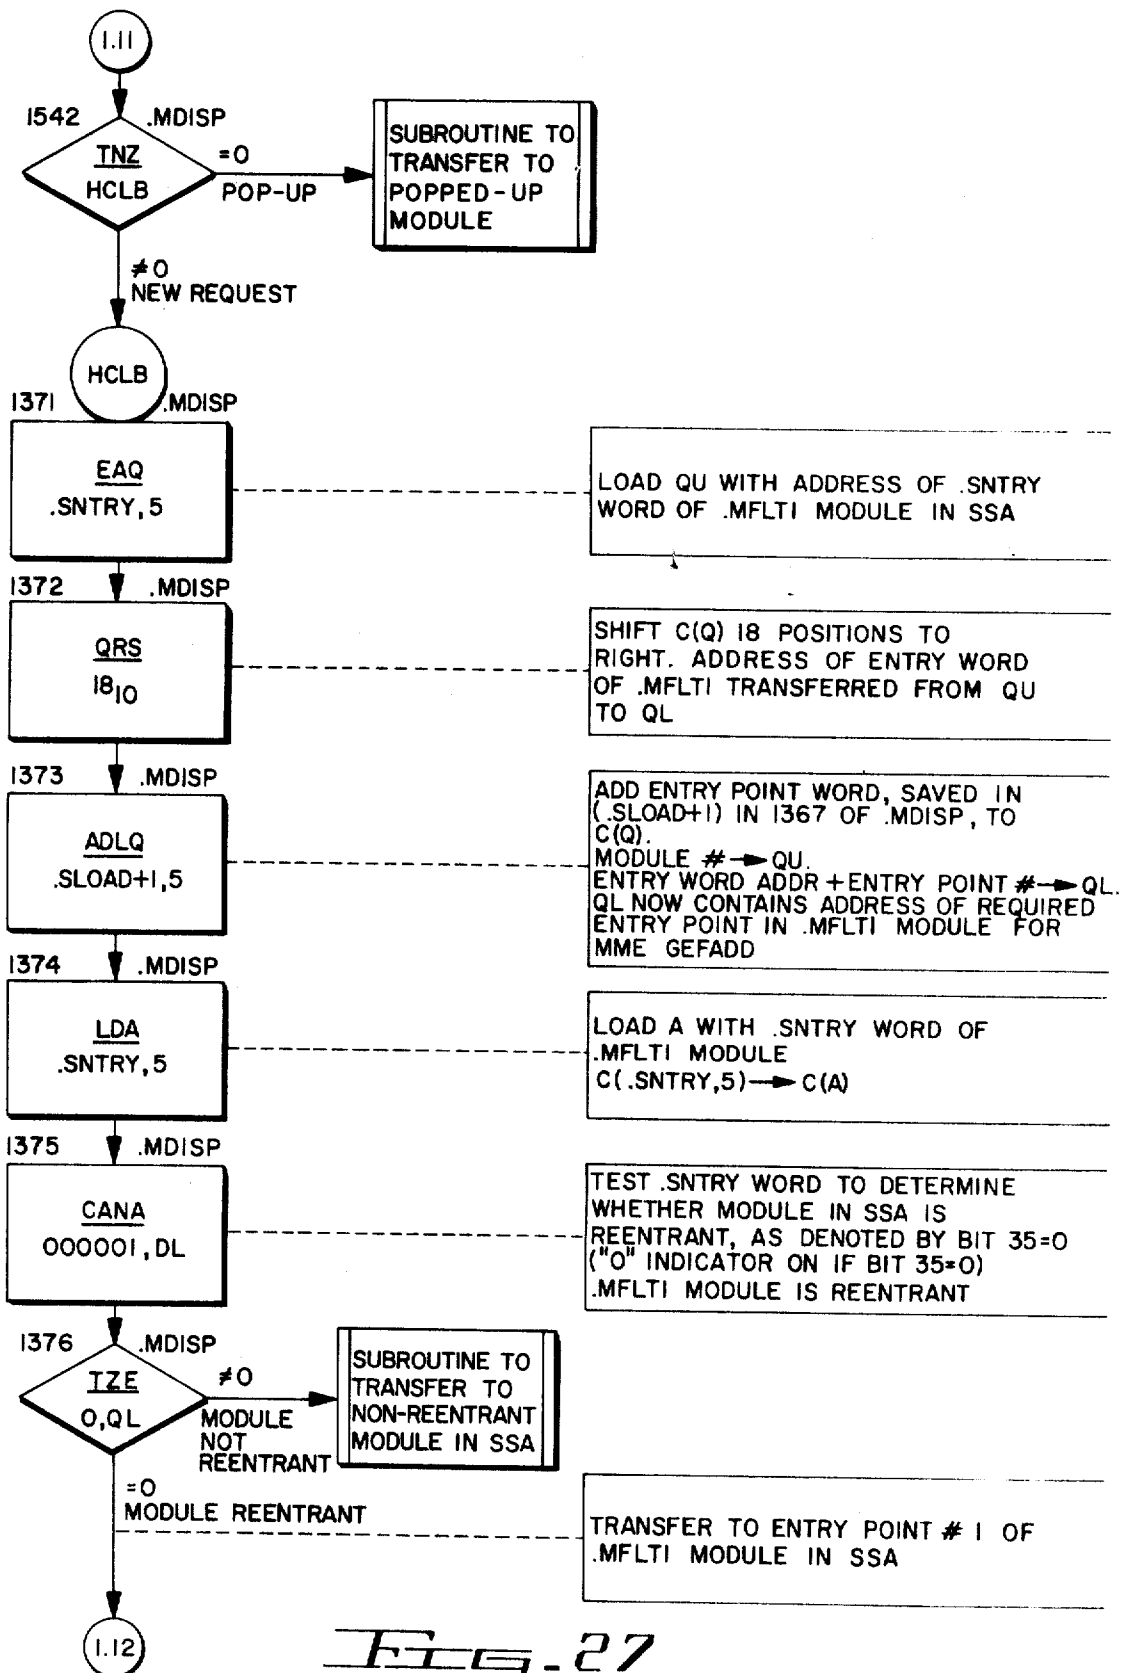 1.11
1542 .MDISP
TNZ
HCLB
=0
POP-UP
SUBROUTINE TO
TRANSFER TO
POPPED-UP
MODULE
≠0
NEW REQUEST
HCLB
1371 .MDISP
EAQ
.SNTRY,5
LOAD QU WITH ADDRESS OF .SNTRY
WORD OF .MFLTI MODULE IN SSA
1372 .MDISP
QRS
18₁₀
SHIFT C(Q) 18 POSITIONS TO
RIGHT. ADDRESS OF ENTRY WORD
OF .MFLTI TRANSFERRED FROM QU
TO QL
1373 .MDISP
ADLQ
.SLOAD+1,5
ADD ENTRY POINT WORD, SAVED IN
(.SLOAD+1) IN 1367 OF .MDISP, TO
C(Q).
MODULE #→QU.
ENTRY WORD ADDR+ENTRY POINT #→QL.
QL NOW CONTAINS ADDRESS OF REQUIRED
ENTRY POINT IN .MFLTI MODULE FOR
MME GEFADD
1374 .MDISP
LDA
.SNTRY,5
LOAD A WITH .SNTRY WORD OF
.MFLTI MODULE
C(.SNTRY,5)→C(A)
1375 .MDISP
CANA
000001,DL
TEST .SNTRY WORD TO DETERMINE
WHETHER MODULE IN SSA IS
REENTRANT, AS DENOTED BY BIT 35=0
("0" INDICATOR ON IF BIT 35=0)
.MFLTI MODULE IS REENTRANT
1376 .MDISP
TZE
0,QL
≠0
MODULE
NOT
REENTRANT
SUBROUTINE TO
TRANSFER TO
NON-REENTRANT
MODULE IN SSA
=0
MODULE REENTRANT
TRANSFER TO ENTRY POINT # 1 OF
.MFLTI MODULE IN SSA
1.12
FIG. 27